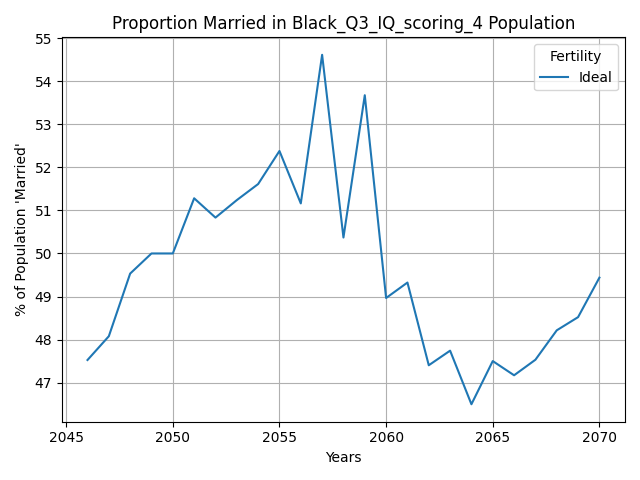 Proportion Married in Black_Q3_IQ_scoring_4 Population
55
54
53
52
51
50
49
48
47
% of Population 'Married'
Fertility
Ideal
2045 2050 2055 2060 2065 2070
Years